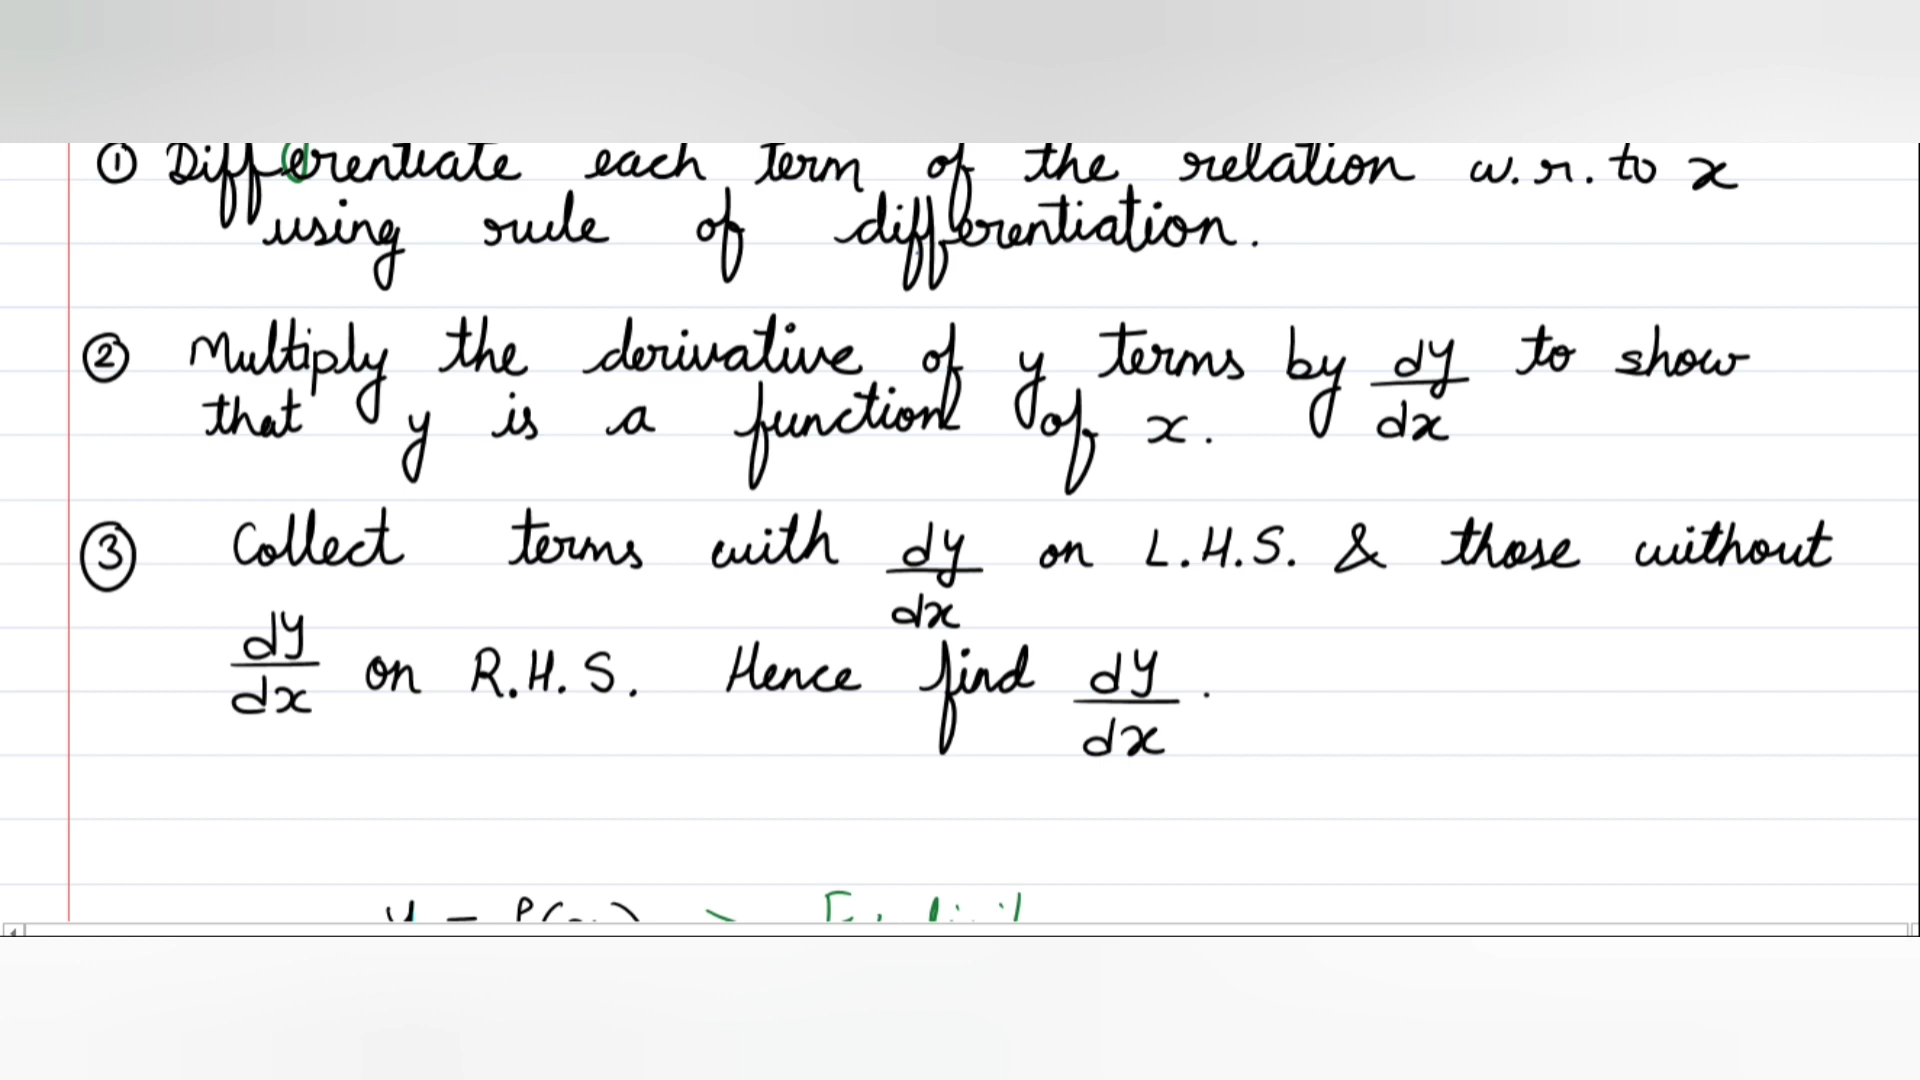 ① Differentiate each term of the relation w.r.to x
using rule of differentiation.
② Multiply the derivative of y terms by dy/dx to show
that y is a function of x.
③ Collect terms with dy/dx on L.H.S. & those without
dy/dx on R.H.S. Hence find dy/dx.